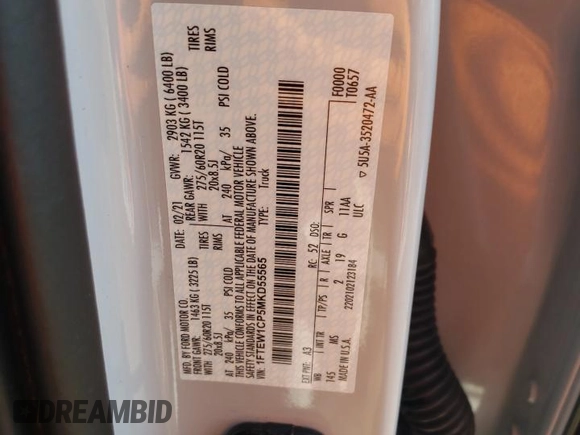 MFD. BY FORD MOTOR CO.
DATE: 02/21 GVWR: 2903 KG ( 6400 LB)
FRONT GAWR: 1463 KG ( 3225 LB) REAR GAWR: 1542 KG ( 3400 LB)
WITH 275/60R20 115T TIRES WITH 275/60R20 115T TIRES
20x8.5J RIMS 20x8.5J RIMS
AT 240 kPa/ 35 PSI COLD AT 240 kPa/ 35 PSI COLD
THIS VEHICLE CONFORMS TO ALL APPLICABLE FEDERAL MOTOR VEHICLE
SAFETY STANDARDS IN EFFECT ON THE DATE OF MANUFACTURE SHOWN ABOVE.
VIN: 1FTEW1CP5MKD55565
TYPE: Truck
F0000
T0657
EXT PNT: A3 RC: 52 DSO:
WB INT TR TP/PS R AXLE TR SPR
145 MS 2 19 G 11AA
ULC
MADE IN U.S.A. 2202102123184
5U5A-3520472-AA
DREAMBID